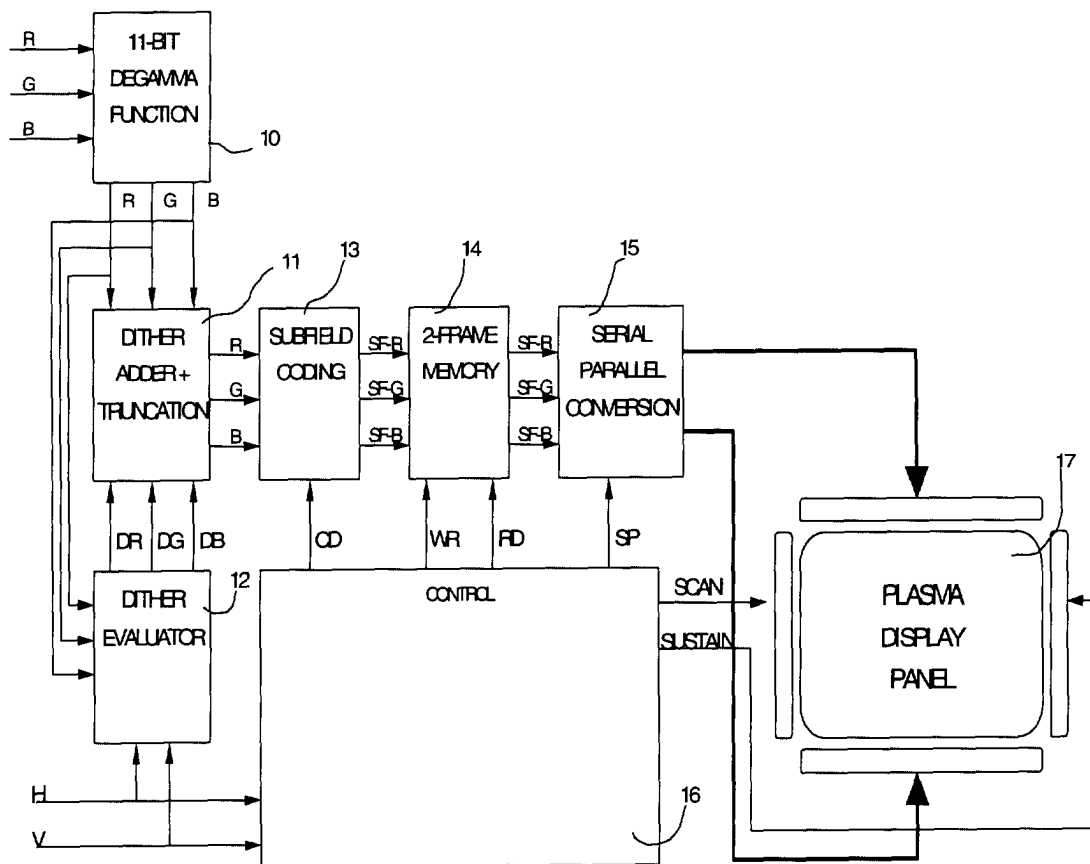 R
G
B
11-BIT
DEGAMMA
FUNCTION
10
R G B
11
13
14
15
DITHER
ADDER +
TRUNCATION
R
G
B
SUBFIELD
CODING
SF-R
SF-G
SF-B
2-FRAME
MEMORY
SF-R
SF-G
SF-B
SERIAL
PARALLEL
CONVERSION
17
DR DG DB
CD
WR
RD
SP
DITHER
EVALUATOR
12
CONTROL
SCAN
SUSTAIN
PLASMA
DISPLAY
PANEL
H
V
16